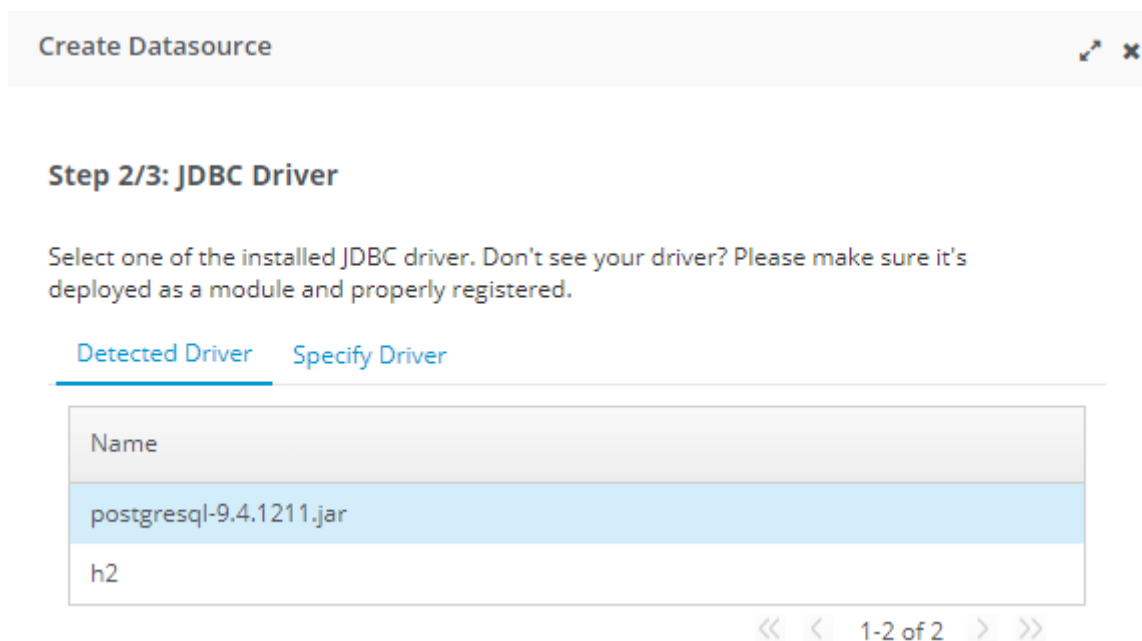 Create Datasource
Step 2/3: JDBC Driver
Select one of the installed JDBC driver. Don't see your driver? Please make sure it's
deployed as a module and properly registered.
Detected Driver
Specify Driver
Name
postgresql-9.4.1211.jar
h2
1-2 of 2